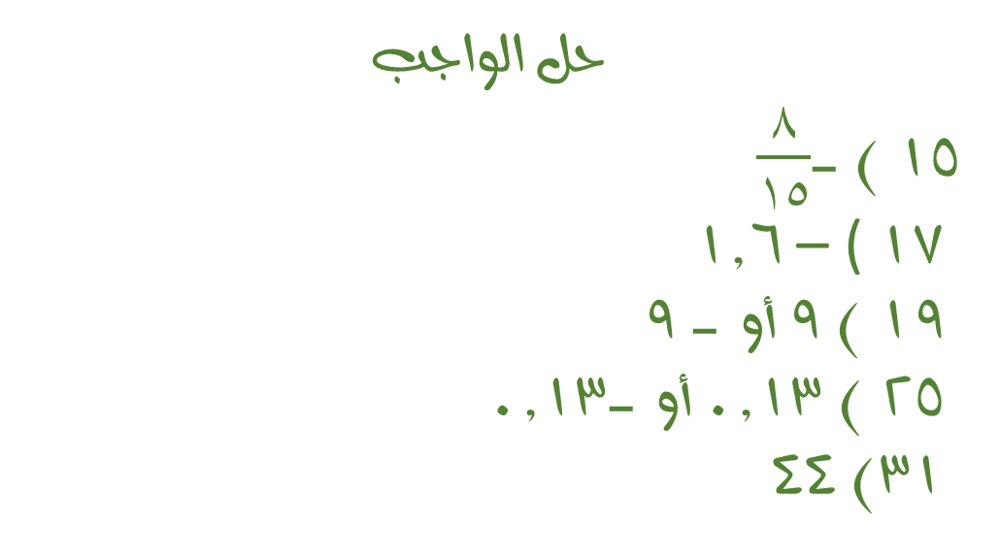 حل الواجب
١٥ ) –٨/١٥
١٧ ) –١,٦
١٩ ) ٩ أو – ٩
٢٥ ) ٠,١٣ أو –٠,١٣
٣١) ٤٤